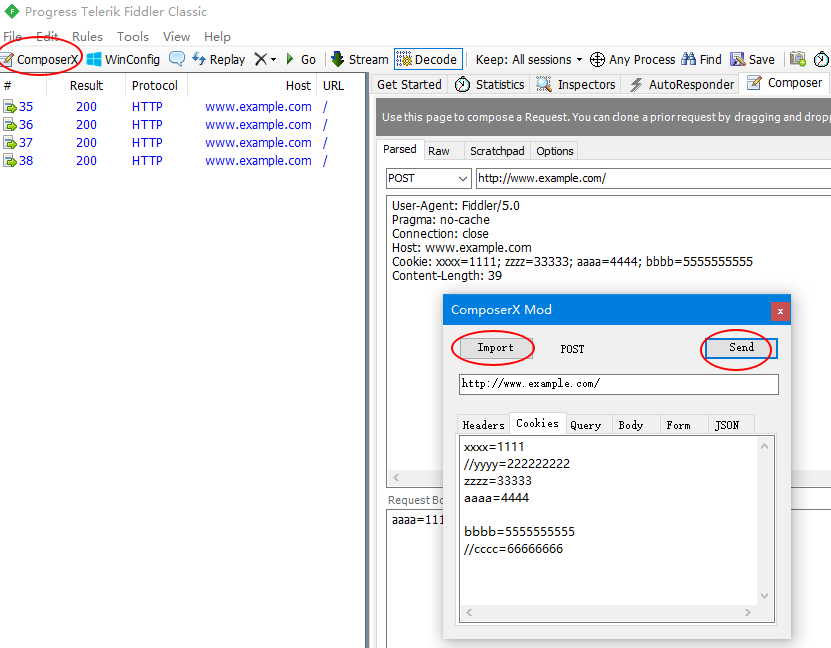 Progress Telerik Fiddler Classic
File Edit Rules Tools View Help
ComposerX WinConfig Replay Go Stream Decode Keep: All sessions Any Process Find Save
# Result Protocol Host URL
35 200 HTTP www.example.com /
36 200 HTTP www.example.com /
37 200 HTTP www.example.com /
38 200 HTTP www.example.com /
Get Started Statistics Inspectors AutoResponder Composer
Use this page to compose a Request. You can clone a prior request by dragging and dropp
Parsed Raw Scratchpad Options
POST http://www.example.com/
User-Agent: Fiddler/5.0
Pragma: no-cache
Connection: close
Host: www.example.com
Cookie: xxxx=1111; zzzz=33333; aaaa=4444; bbbb=5555555555
Content-Length: 39
Request Bo
aaaa=111
ComposerX Mod x
Import POST Send
http://www.example.com/
Headers Cookies Query Body Form JSON
xxxx=1111
//yyyy=222222222
zzzz=33333
aaaa=4444
bbbb=5555555555
//cccc=66666666